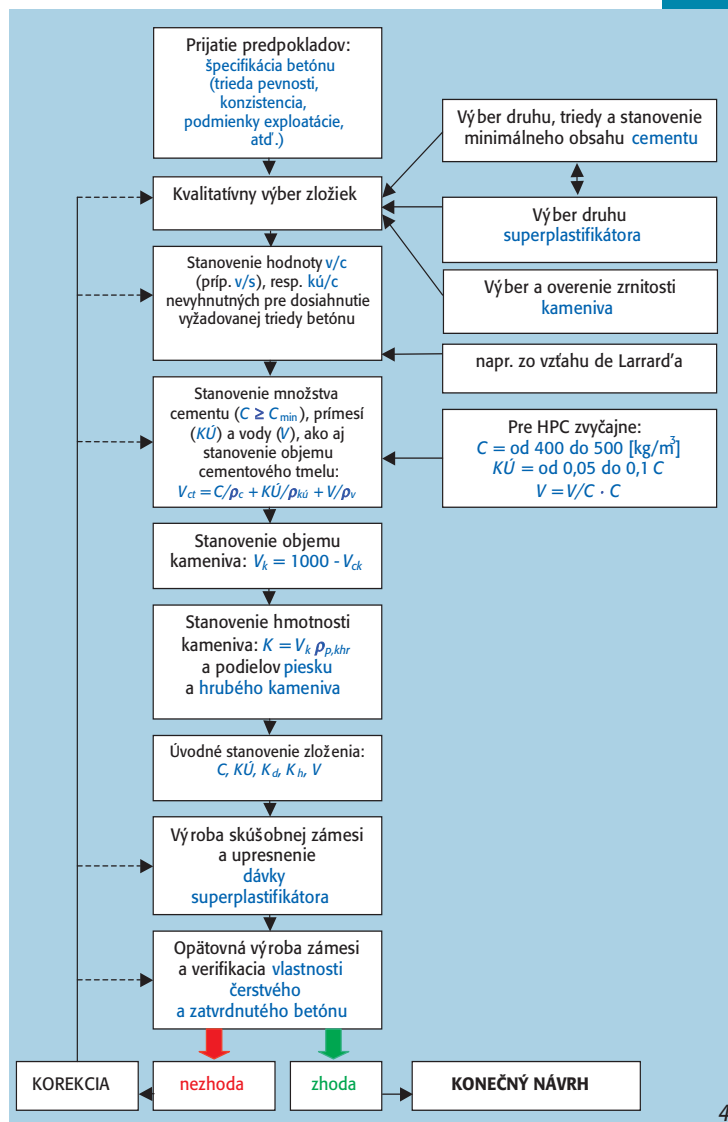 Prijatie predpokladov:
špecifikácia betónu
(trieda pevnosti,
konzistencia,
podmienky exploatácie,
atď.)
Výber druhu, triedy a stanovenie
minimálneho obsahu cementu
Kvalitatívny výber zložiek
Výber druhu
superplastifikátora
Stanovenie hodnoty v/c
(príp. v/s), resp. kú/c
nevyhnutných pre dosiahnutie
vyžadovanej triedy betónu
Výber a overenie zrnitosti
kameniva
napr. zo vzťahu de Larrard'a
Stanovenie množstva
cementu (C ≥ Cmin), prímesí
(KÚ) a vody (V), ako aj
stanovenie objemu
cementového tmelu:
Vct = C/ρc + KÚ/ρkú + V/ρv
Pre HPC zvyčajne:
C = od 400 do 500 [kg/m³]
KÚ = od 0,05 do 0,1 C
V = V/C · C
Stanovenie objemu
kameniva: Vk = 1000 - Vck
Stanovenie hmotnosti
kameniva: K = Vk ρp,khr
a podielov piesku
a hrubého kameniva
Úvodné stanovenie zloženia:
C, KÚ, Kd, Kh, V
Výroba skúšobnej zámesi
a upresnenie
dávky
superplastifikátora
Opätovná výroba zámesi
a verifikacia vlastnosti
čerstvého
a zatvrdnutého betónu
KOREKCIA
nezhoda
zhoda
KONEČNÝ NÁVRH
4